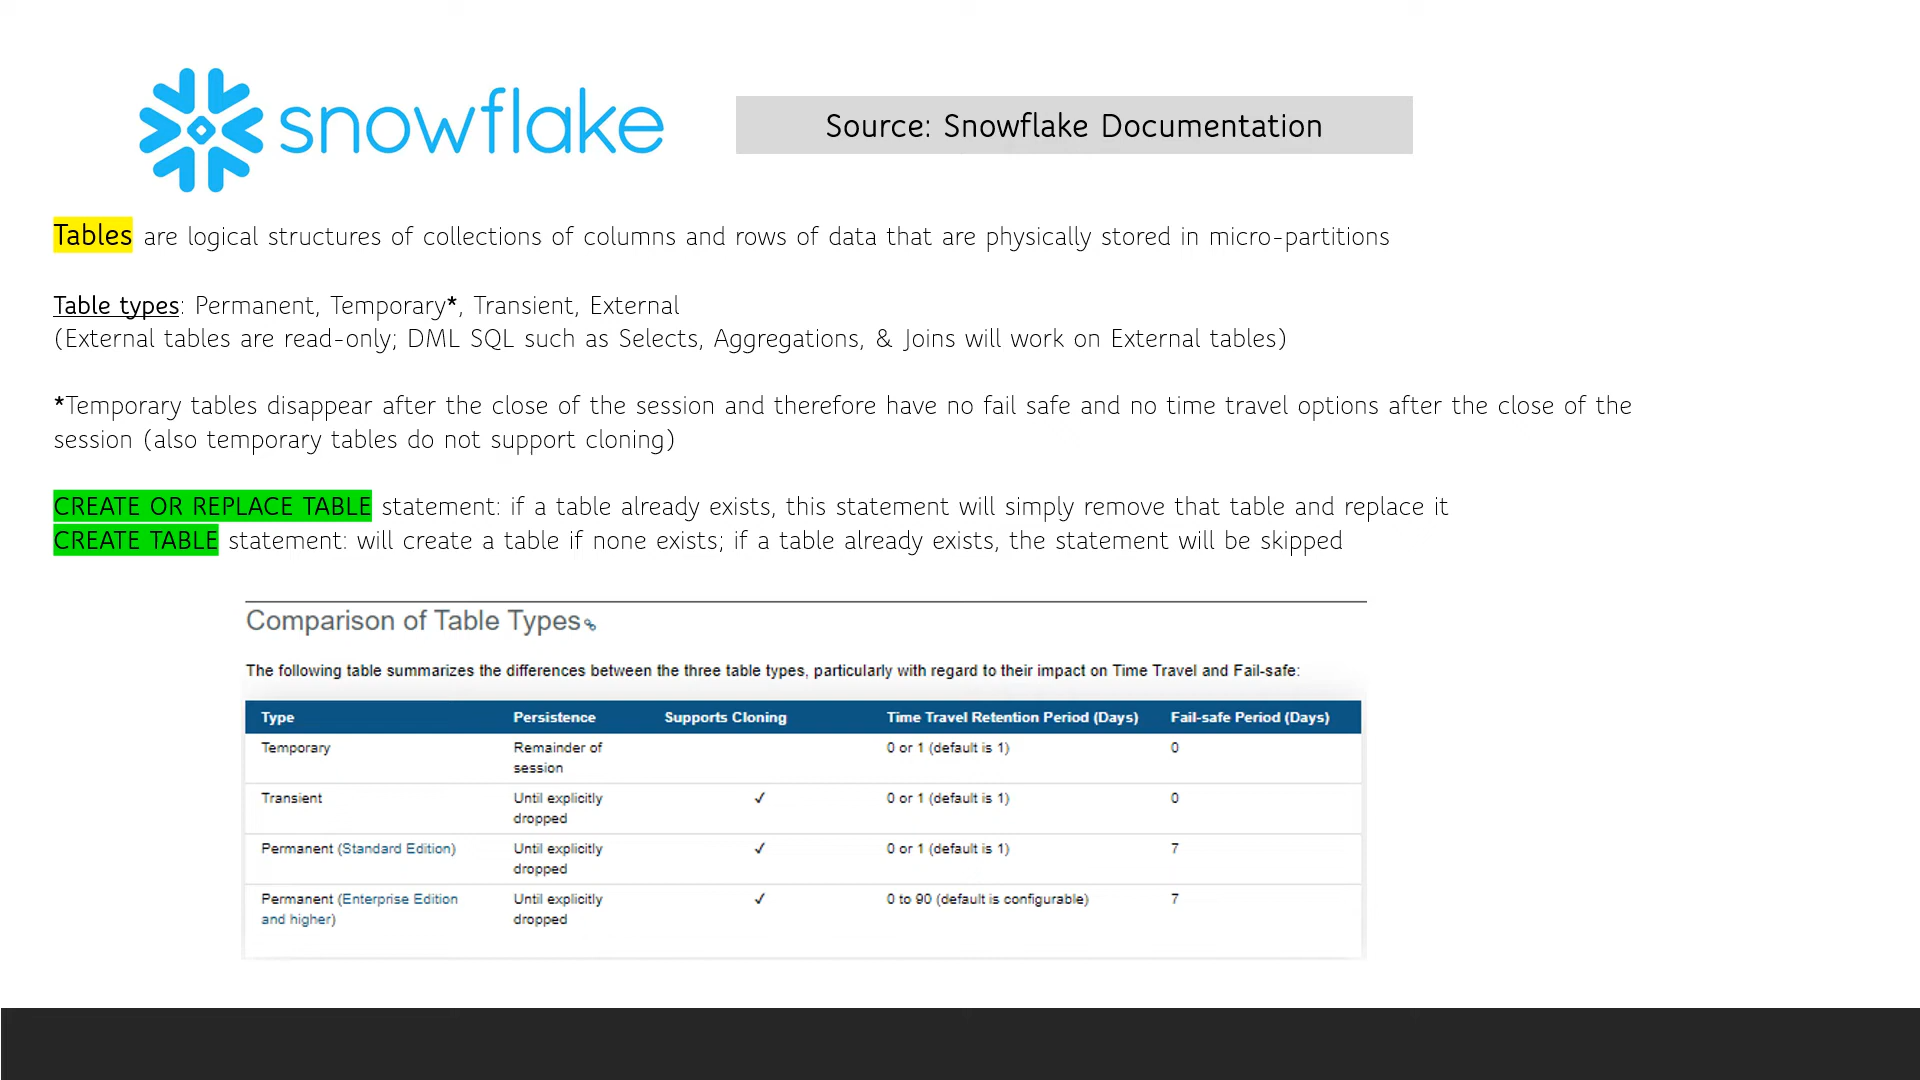 snowflake
Source: Snowflake Documentation
Tables are logical structures of collections of columns and rows of data that are physically stored in micro-partitions
Table types: Permanent, Temporary*, Transient, External
(External tables are read-only; DML SQL such as Selects, Aggregations, & Joins will work on External tables)
*Temporary tables disappear after the close of the session and therefore have no fail safe and no time travel options after the close of the
session (also temporary tables do not support cloning)
CREATE OR REPLACE TABLE statement: if a table already exists, this statement will simply remove that table and replace it
CREATE TABLE statement: will create a table if none exists; if a table already exists, the statement will be skipped
Comparison of Table Types
The following table summarizes the differences between the three table types, particularly with regard to their impact on Time Travel and Fail-safe:
Type Persistence Supports Cloning Time Travel Retention Period (Days) Fail-safe Period (Days)
Temporary Remainder of 0 or 1 (default is 1) 0
session
Transient Until explicitly ✓ 0 or 1 (default is 1) 0
dropped
Permanent (Standard Edition) Until explicitly ✓ 0 or 1 (default is 1) 7
dropped
Permanent (Enterprise Edition Until explicitly ✓ 0 to 90 (default is configurable) 7
and higher) dropped